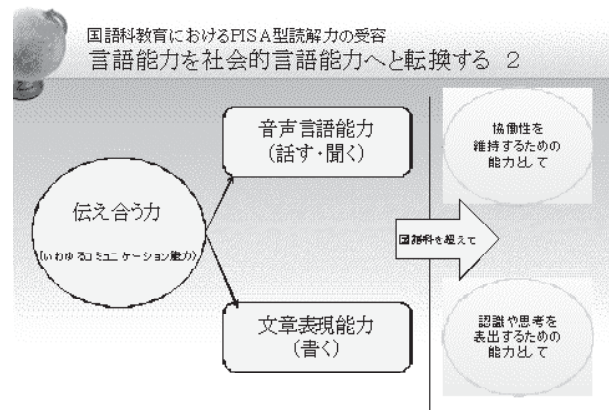 国語科教育におけるPISA型読解力の受容
言語能力を社会的言語能力へと転換する 2
音声言語能力
(話す・聞く)
協働性を
維持するための
能力として
伝え合う力
(いわゆるコミュニケーション能力)
国語科を超えて
文章表現能力
(書く)
認識や思考を
表出するための
能力として